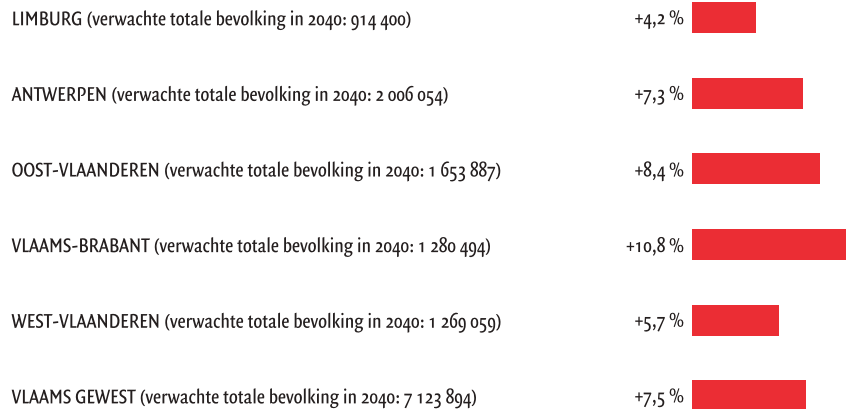 LIMBURG (verwachte totale bevolking in 2040: 914 400) +4,2 %
ANTWERPEN (verwachte totale bevolking in 2040: 2 006 054) +7,3 %
OOST-VLAANDEREN (verwachte totale bevolking in 2040: 1 653 887) +8,4 %
VLAAMS-BRABANT (verwachte totale bevolking in 2040: 1 280 494) +10,8 %
WEST-VLAANDEREN (verwachte totale bevolking in 2040: 1 269 059) +5,7 %
VLAAMS GEWEST (verwachte totale bevolking in 2040: 7 123 894) +7,5 %